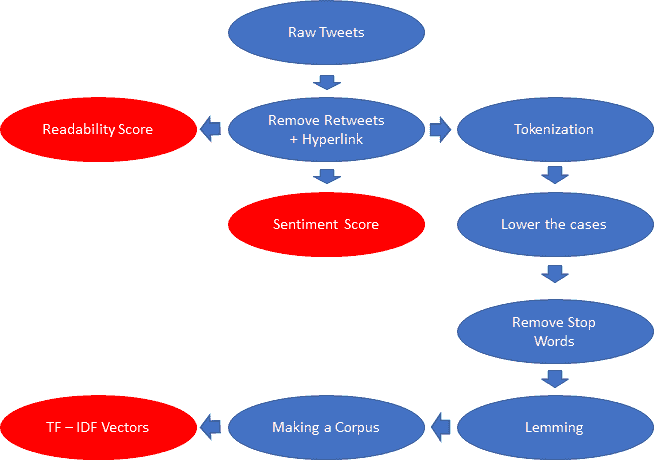 Raw Tweets
Readability Score
Remove Retweets
+ Hyperlink
Tokenization
Sentiment Score
Lower the cases
Remove Stop
Words
TF – IDF Vectors
Making a Corpus
Lemming